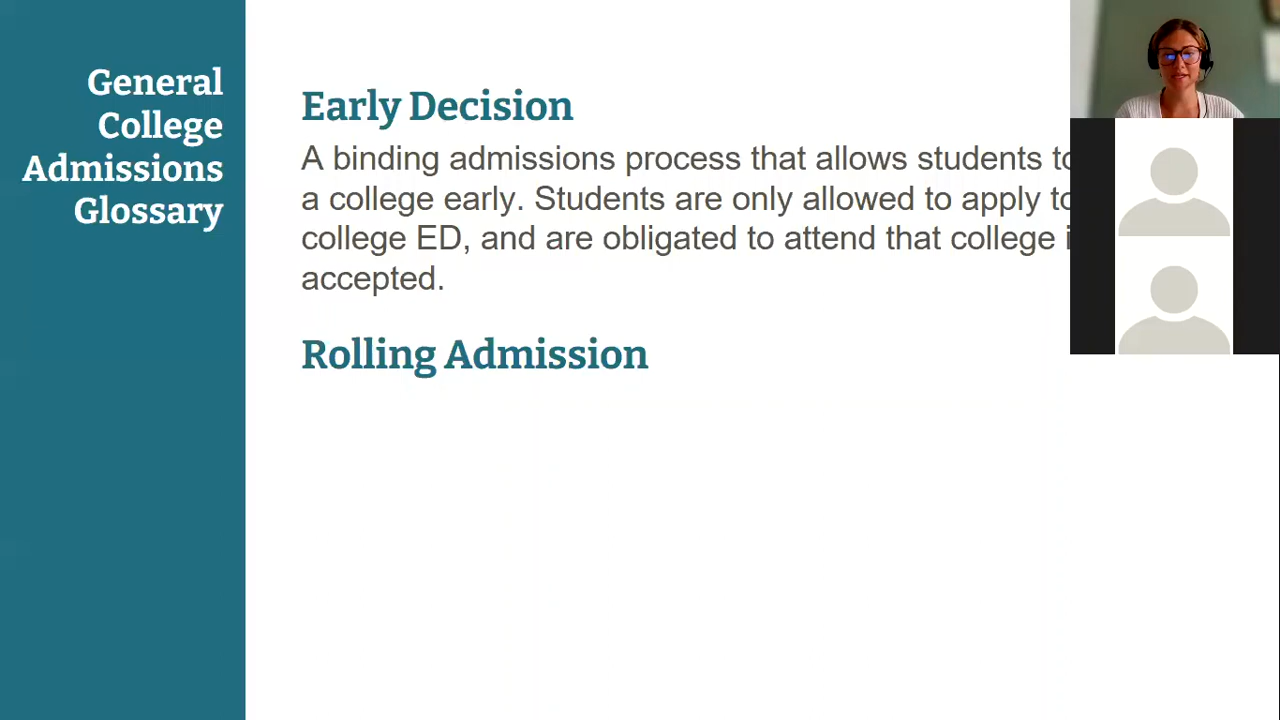 General
College
Admissions
Glossary
Early Decision
A binding admissions process that allows students to
a college early. Students are only allowed to apply to
college ED, and are obligated to attend that college
accepted.
Rolling Admission